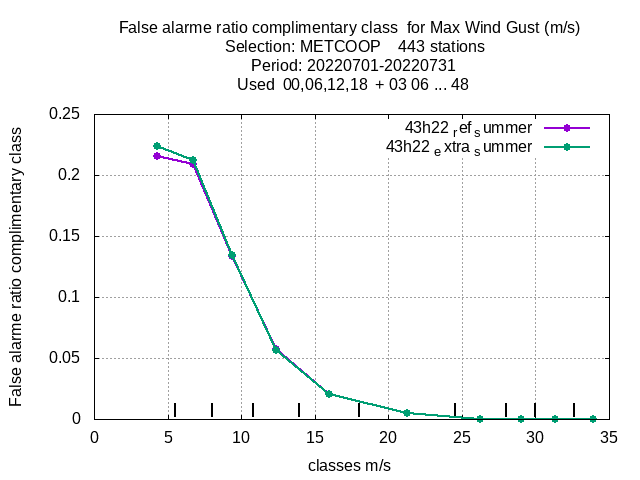 False alarme ratio complimentary class  for Max Wind Gust (m/s)
Selection: METCOOP    443 stations
Period: 20220701-20220731
Used  00,06,12,18  + 03 06 ... 48
43h22 ref summer
43h22 extra summer
False alarme ratio complimentary class
0.25
0.2
0.15
0.1
0.05
0
0 5 10 15 20 25 30 35
classes m/s